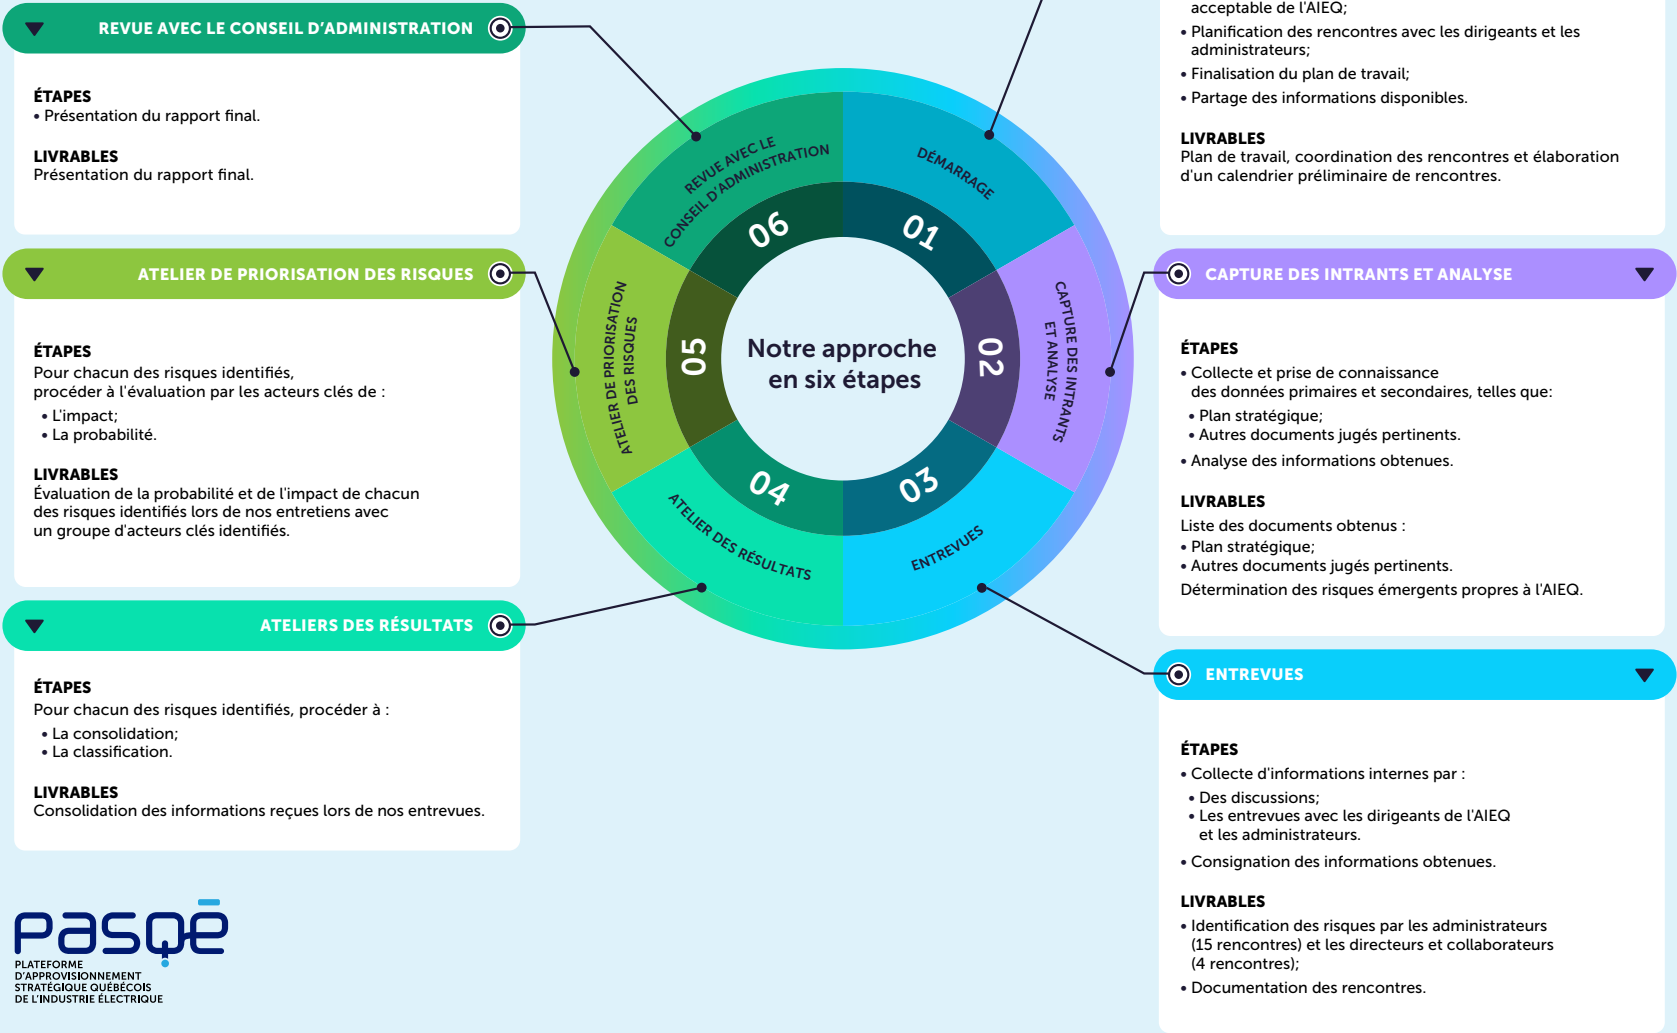 REVUE AVEC LE CONSEIL D'ADMINISTRATION
ÉTAPES
• Présentation du rapport final.
LIVRABLES
Présentation du rapport final.
ATELIER DE PRIORISATION DES RISQUES
ÉTAPES
Pour chacun des risques identifiés,
procéder à l'évaluation par les acteurs clés de :
• L'impact;
• La probabilité.
LIVRABLES
Évaluation de la probabilité et de l'impact de chacun
des risques identifiés lors de nos entretiens avec
un groupe d'acteurs clés identifiés.
ATELIERS DES RÉSULTATS
ÉTAPES
Pour chacun des risques identifiés, procéder à :
• La consolidation;
• La classification.
LIVRABLES
Consolidation des informations reçues lors de nos entrevues.
pasqē
PLATEFORME
D'APPROVISIONNEMENT
STRATÉGIQUE QUÉBÉCOIS
DE L'INDUSTRIE ÉLECTRIQUE
Notre approche
en six étapes
DÉMARRAGE
01
CAPTURE DES INTRANTS
ET ANALYSE
02
ENTREVUES
03
ATELIER DES RÉSULTATS
04
ATELIER DE PRIORISATION
DES RISQUES
05
REVUE AVEC LE
CONSEIL D'ADMINISTRATION
06
acceptable de l'AIEQ;
• Planification des rencontres avec les dirigeants et les
administrateurs;
• Finalisation du plan de travail;
• Partage des informations disponibles.
LIVRABLES
Plan de travail, coordination des rencontres et élaboration
d'un calendrier préliminaire de rencontres.
CAPTURE DES INTRANTS ET ANALYSE
ÉTAPES
• Collecte et prise de connaissance
des données primaires et secondaires, telles que:
• Plan stratégique;
• Autres documents jugés pertinents.
• Analyse des informations obtenues.
LIVRABLES
Liste des documents obtenus :
• Plan stratégique;
• Autres documents jugés pertinents.
Détermination des risques émergents propres à l'AIEQ.
ENTREVUES
ÉTAPES
• Collecte d'informations internes par :
• Des discussions;
• Les entrevues avec les dirigeants de l'AIEQ
et les administrateurs.
• Consignation des informations obtenues.
LIVRABLES
• Identification des risques par les administrateurs
(15 rencontres) et les directeurs et collaborateurs
(4 rencontres);
• Documentation des rencontres.